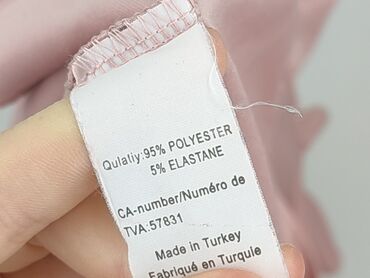 Qulatiy:95% POLYESTER
5% ELASTANE
CA-number/Numéro de
TVA:57831
Made in Turkey
Fabriqué en Turquie